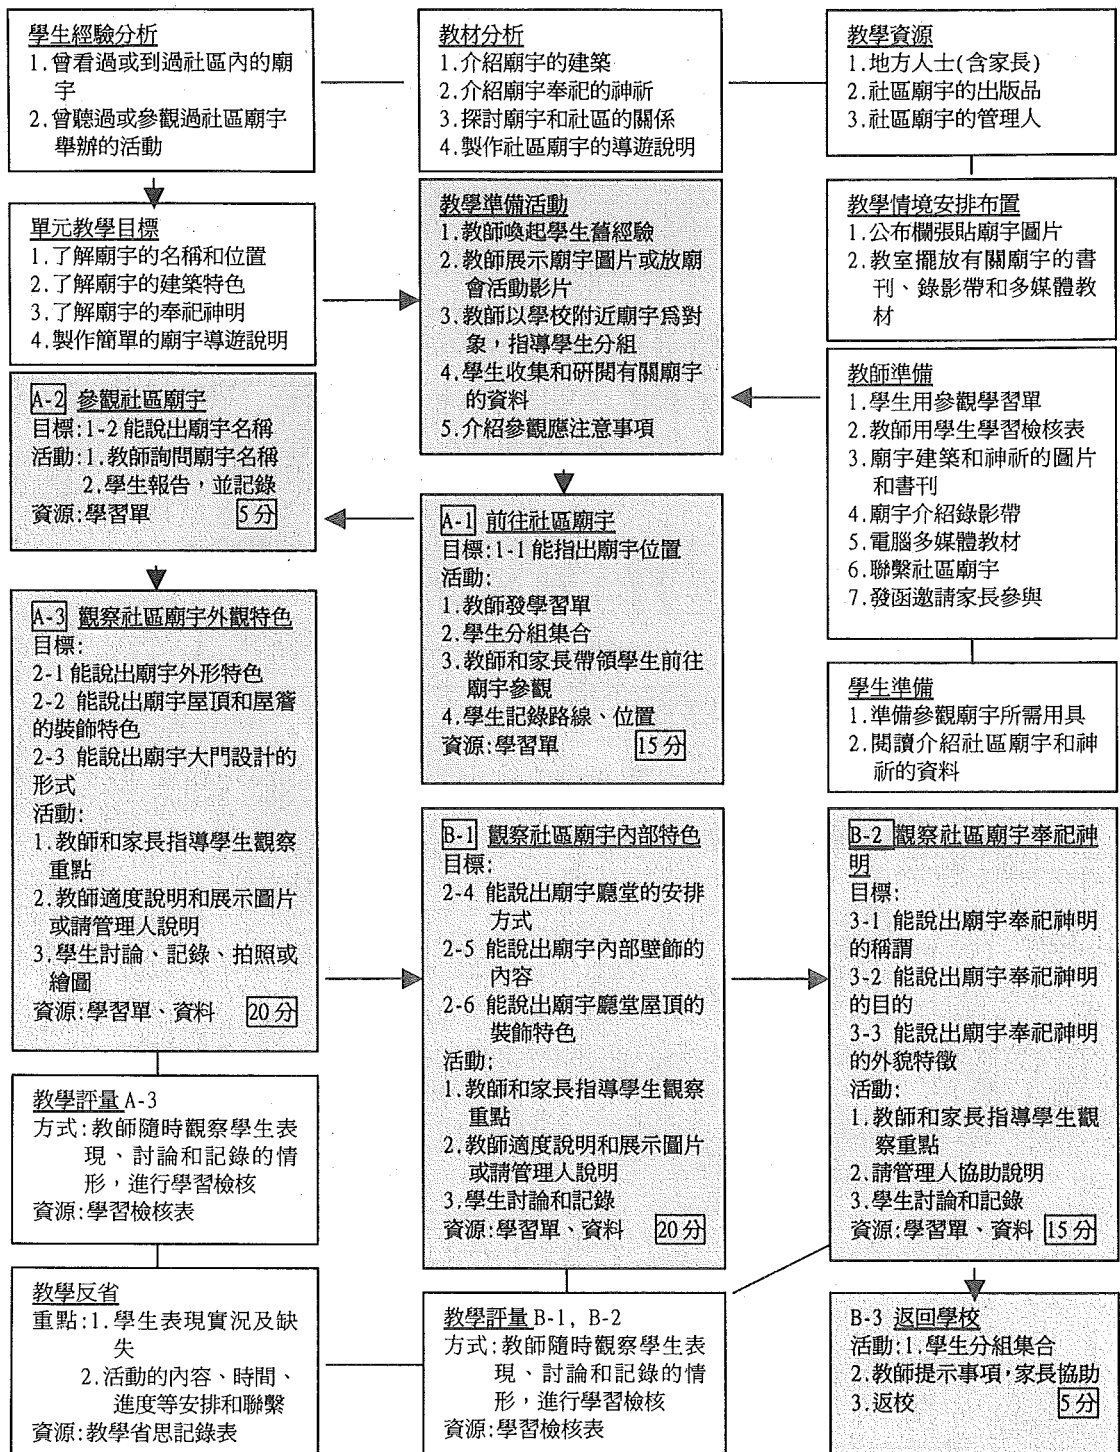 學生經驗分析
1.曾看過或到過社區內的廟
宇
2.曾聽過或參觀過社區廟宇
舉辦的活動
教材分析
1.介紹廟宇的建築
2.介紹廟宇奉祀的神祈
3.探討廟宇和社區的關係
4.製作社區廟宇的導遊說明
教學資源
1.地方人士(含家長)
2.社區廟宇的出版品
3.社區廟宇的管理人
單元教學目標
1.了解廟宇的名稱和位置
2.了解廟宇的建築特色
3.了解廟宇的奉祀神明
4.製作簡單的廟宇導遊說明
教學準備活動
1.教師喚起學生舊經驗
2.教師展示廟宇圖片或放廟
會活動影片
3.教師以學校附近廟宇爲對
象，指導學生分組
4.學生收集和研閱有關廟宇
的資料
5.介紹參觀應注意事項
教學情境安排布置
1.公布欄張貼廟宇圖片
2.教室擺放有關廟宇的書
刊、錄影帶和多媒體教
材
教師準備
1.學生用參觀學習單
2.教師用學生學習檢核表
3.廟宇建築和神祈的圖片
和書刊
4.廟宇介紹錄影帶
5.電腦多媒體教材
6.聯繫社區廟宇
7.發函邀請家長參與
學生準備
1.準備參觀廟宇所需用具
2.閱讀介紹社區廟宇和神
祈的資料
A-2 參觀社區廟宇
目標:1-2 能說出廟宇名稱
活動:1.教師詢問廟宇名稱
2.學生報告，並記錄
資源:學習單 5分
A-1 前往社區廟宇
目標:1-1 能指出廟宇位置
活動:
1.教師發學習單
2.學生分組集合
3.教師和家長帶領學生前往
廟宇參觀
4.學生記錄路線、位置
資源:學習單 15分
A-3 觀察社區廟宇外觀特色
目標:
2-1 能說出廟宇外形特色
2-2 能說出廟宇屋頂和屋簷
的裝飾特色
2-3 能說出廟宇大門設計的
形式
活動:
1.教師和家長指導學生觀察
重點
2.教師適度說明和展示圖片
或請管理人說明
3.學生討論、記錄、拍照或
繪圖
資源:學習單、資料 20分
B-1 觀察社區廟宇內部特色
目標:
2-4 能說出廟宇廳堂的安排
方式
2-5 能說出廟宇內部壁飾的
內容
2-6 能說出廟宇廳堂屋頂的
裝飾特色
活動:
1.教師和家長指導學生觀察
重點
2.教師適度說明和展示圖片
或請管理人說明
3.學生討論和記錄
資源:學習單、資料 20分
B-2 觀察社區廟宇奉祀神
明
目標:
3-1 能說出廟宇奉祀神明
的稱謂
3-2 能說出廟宇奉祀神明
的目的
3-3 能說出廟宇奉祀神明
的外貌特徵
活動:
1.教師和家長指導學生觀
察重點
2.請管理人協助說明
3.學生討論和記錄
資源:學習單、資料 15分
教學評量 A-3
方式:教師隨時觀察學生表
現、討論和記錄的情
形，進行學習檢核
資源:學習檢核表
教學反省
重點:1.學生表現實況及缺
失
2.活動的內容、時間、
進度等安排和聯繫
資源:教學省思記錄表
教學評量 B-1, B-2
方式:教師隨時觀察學生表
現、討論和記錄的情
形，進行學習檢核
資源:學習檢核表
B-3 返回學校
活動:1.學生分組集合
2.教師提示事項，家長協助
3.返校 5分